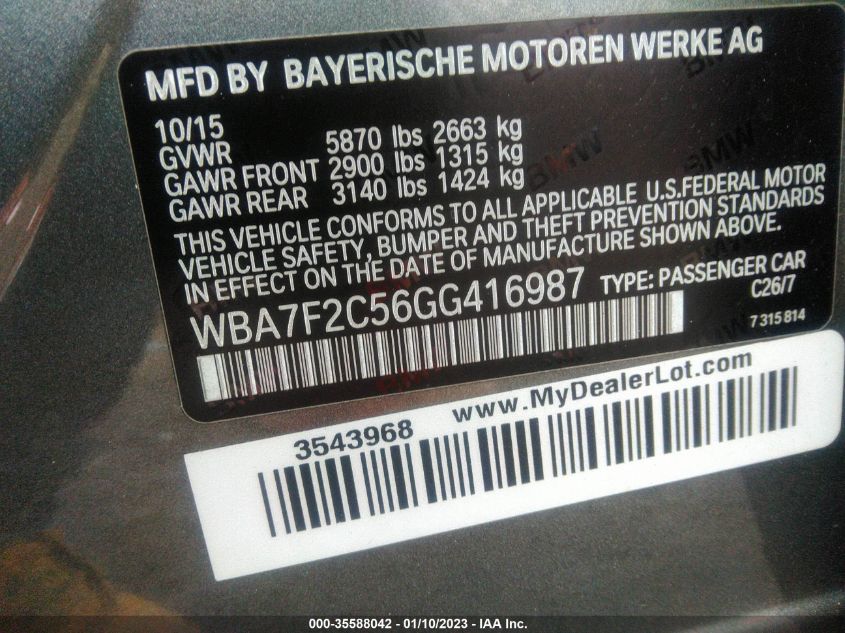 MFD BY BAYERISCHE MOTOREN WERKE AG
10/15
GVWR 5870 lbs 2663 kg
GAWR FRONT 2900 lbs 1315 kg
GAWR REAR 3140 lbs 1424 kg
THIS VEHICLE CONFORMS TO ALL APPLICABLE U.S.FEDERAL MOTOR
VEHICLE SAFETY, BUMPER AND THEFT PREVENTION STANDARDS
IN EFFECT ON THE DATE OF MANUFACTURE SHOWN ABOVE.
WBA7F2C56GG416987 TYPE: PASSENGER CAR
C26/7
7 315 814
www.MyDealerLot.com
3543968
000-35588042 - 01/10/2023 - IAA Inc.